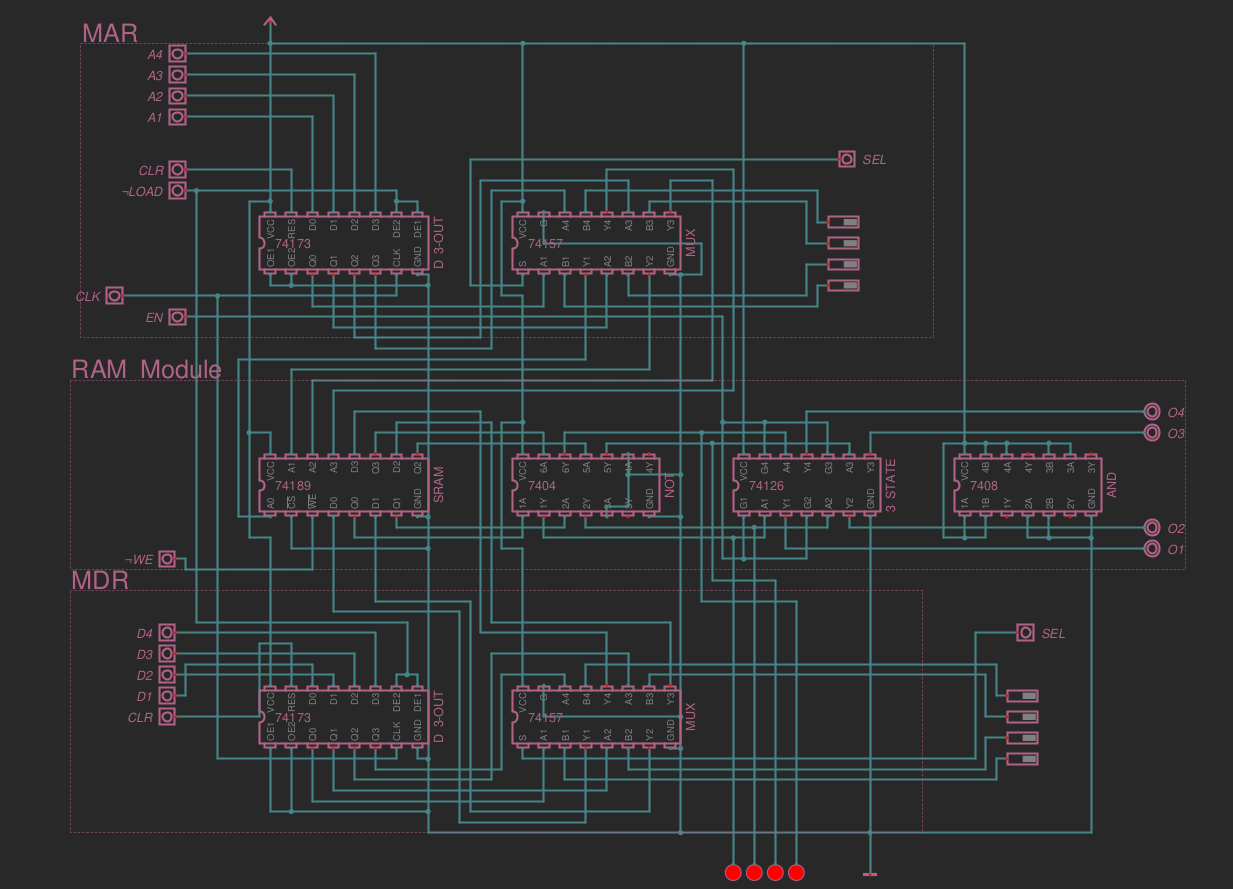 MAR
A4
A3
A2
A1
SEL
CLR
¬LOAD
VCC RES D0 D1 D2 D3 DE2 DE1
74173
D 3-OUT
OE1 OE2 Q0 Q1 Q2 Q3 CLK GND
VCC G A4 B4 Y4 A3 B3 Y3
74157
MUX
S A1 B1 Y1 A2 B2 Y2 GND
CLK
EN
RAM Module
O4
O3
VCC A1 A2 A3 D3 Q3 D2 Q2
74189
SRAM
A0 CS WE D0 Q0 D1 Q1 GND
VCC 6A 6Y 5A 5Y 4A 4Y
7404
NOT
1A 1Y 2A 2Y 3A 3Y GND
VCC G4 A4 Y4 G3 A3 Y3
74126
3 STATE
G1 A1 Y1 G2 A2 Y2 GND
VCC 4B 4A 4Y 3B 3A 3Y
7408
AND
1A 1B 1Y 2A 2B 2Y GND
O2
O1
¬WE
MDR
D4
SEL
D3
D2
D1
CLR
VCC RES D0 D1 D2 D3 DE2 DE1
74173
D 3-OUT
OE1 OE2 Q0 Q1 Q2 Q3 CLK GND
VCC G A4 B4 Y4 A3 B3 Y3
74157
MUX
S A1 B1 Y1 A2 B2 Y2 GND